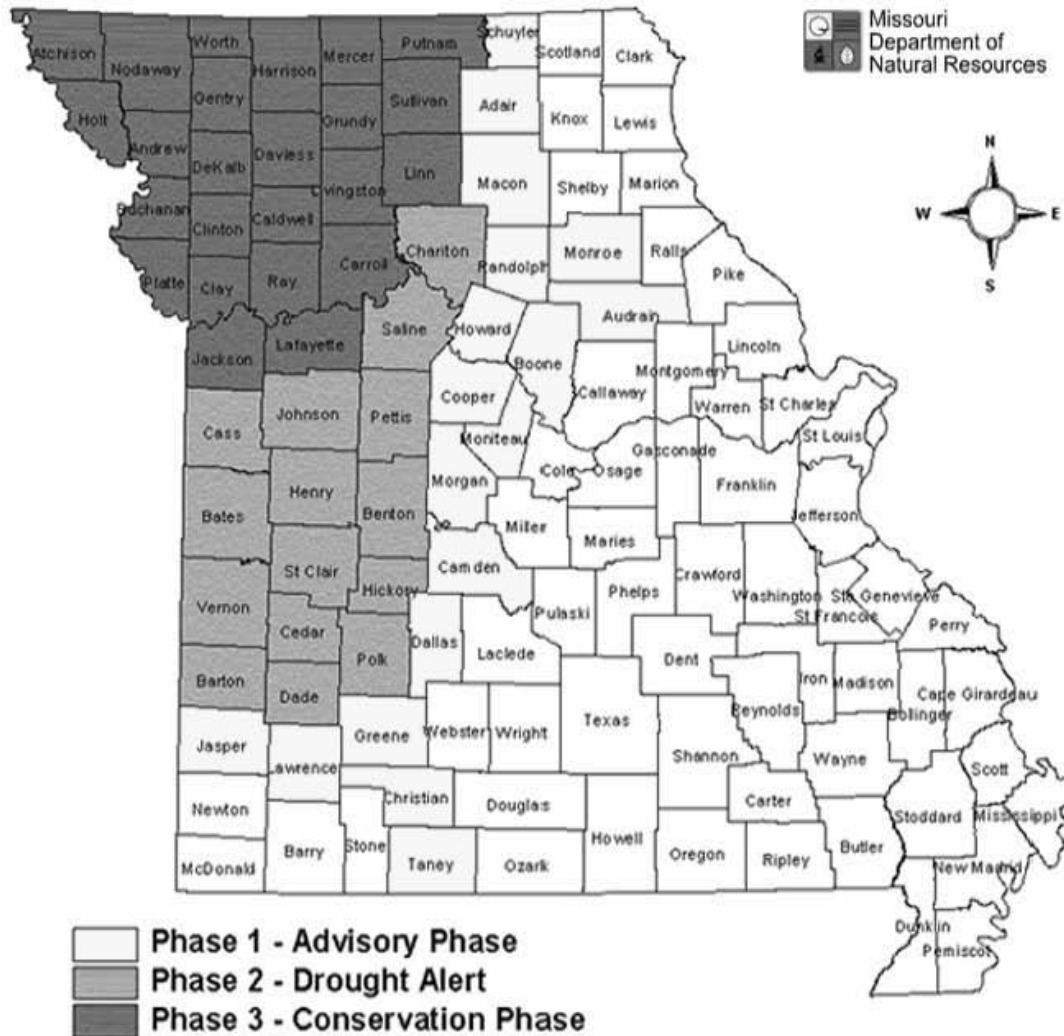 Missouri
Department of
Natural Resources
Atchison
Nodaway
Worth
Harrison
Mercer
Putnam
Schuyler
Scotland
Clark
Holt
Gentry
Grundy
Sullivan
Adair
Knox
Lewis
Andrew
DeKalb
Daviess
Livingston
Linn
Macon
Shelby
Marion
N
W
E
S
Buchanan
Clinton
Caldwell
Carroll
Chariton
Randolph
Monroe
Ralls
Pike
Platte
Clay
Ray
Saline
Howard
Boone
Audrain
Lincoln
Jackson
Lafayette
Cooper
Callaway
Montgomery
Warren
St Charles
Cass
Johnson
Pettis
Moniteau
Cole
Osage
Gasconade
Franklin
St Louis
Bates
Henry
Benton
Morgan
Miller
Maries
Jefferson
Vernon
St Clair
Hickory
Camden
Pulaski
Phelps
Crawford
Washington
Ste Genevieve
St Francois
Perry
Barton
Cedar
Polk
Dallas
Laclede
Dent
Iron
Madison
Cape Girardeau
Bollinger
Dade
Greene
Webster
Wright
Texas
Reynolds
Wayne
Scott
Jasper
Lawrence
Christian
Douglas
Shannon
Carter
Stoddard
Mississippi
Newton
Barry
Stone
Taney
Ozark
Howell
Oregon
Ripley
Butler
New Madrid
McDonald
Dunklin
Pemiscot
Phase 1 - Advisory Phase
Phase 2 - Drought Alert
Phase 3 - Conservation Phase